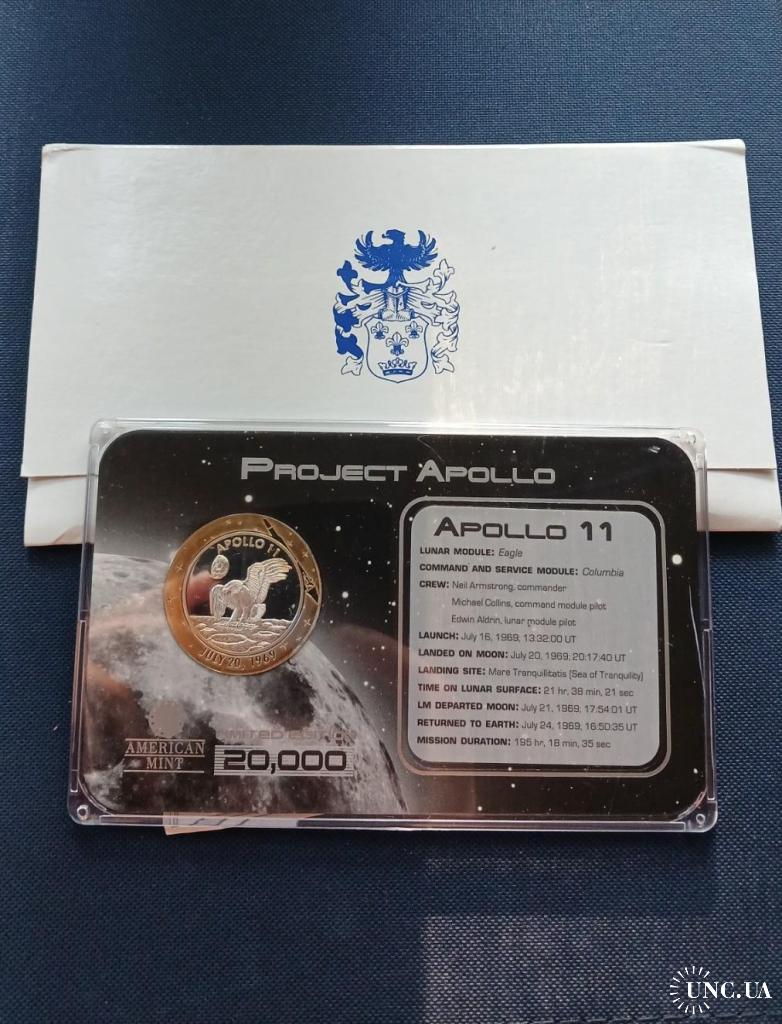 PROJECT APOLLO
APOLLO 11
JULY 20, 1969
AMERICAN
MINT
LIMITED EDITION
20,000
APOLLO 11
LUNAR MODULE: Eagle
COMMAND AND SERVICE MODULE: Columbia
CREW: Neil Armstrong, commander
Michael Collins, command module pilot
Edwin Aldrin, lunar module pilot
LAUNCH: July 16, 1969, 13:32:00 UT
LANDED ON MOON: July 20, 1969, 20:17:40 UT
LANDING SITE: Mare Tranquilitatis (Sea of Tranquility)
TIME ON LUNAR SURFACE: 21 hr, 38 min, 21 sec
LM DEPARTED MOON: July 21, 1969, 17:54:01 UT
RETURNED TO EARTH: July 24, 1969, 16:50:35 UT
MISSION DURATION: 195 hr, 18 min, 35 sec
UNC.UA